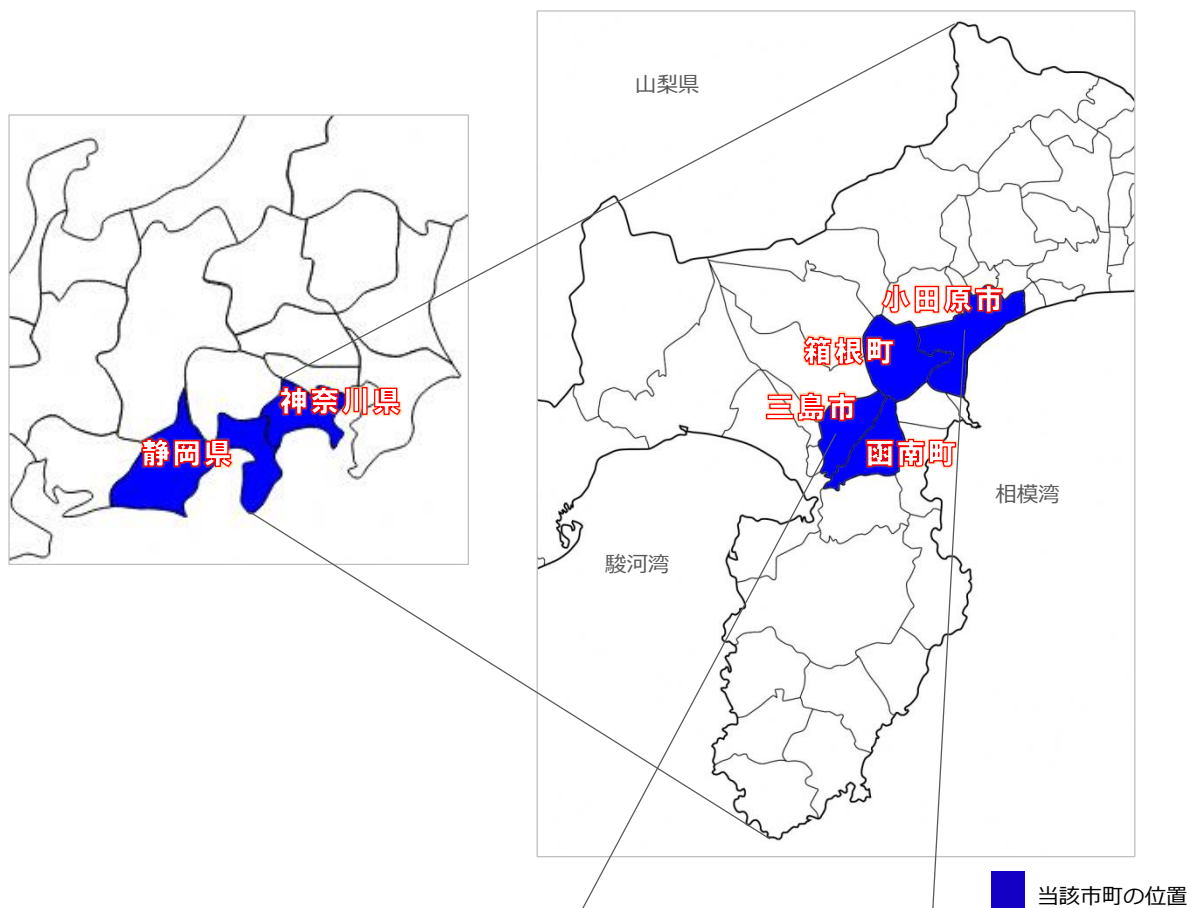 山梨県
小田原市
箱根町
神奈川県
三島市
静岡県
函南町
相模湾
駿河湾
当該市町の位置